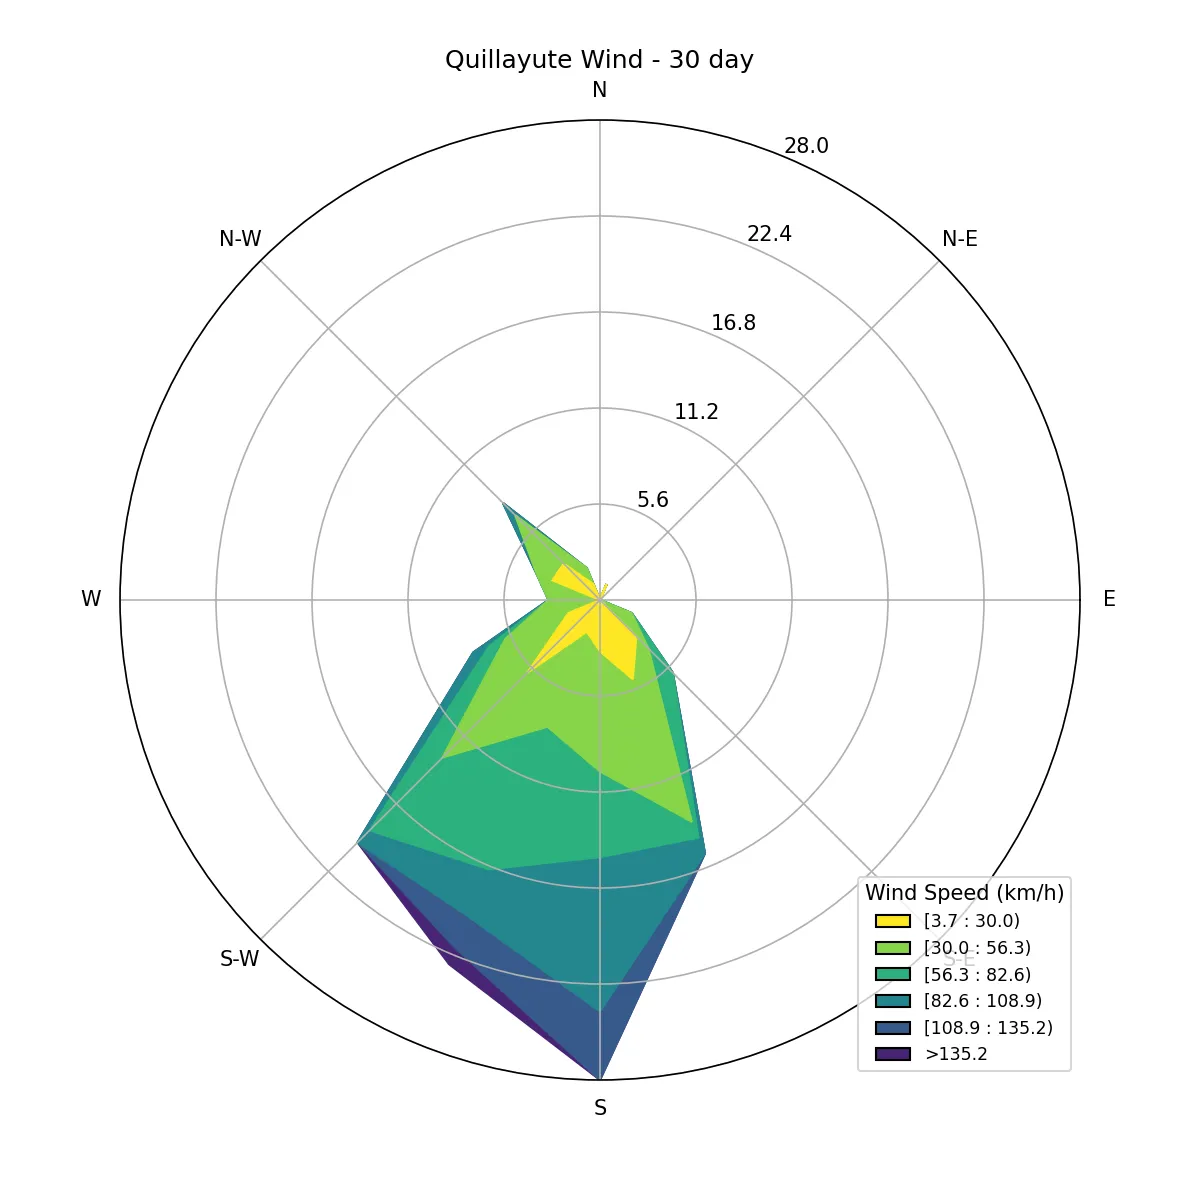 Quillayute Wind - 30 day
N
28.0
N-W
22.4
N-E
16.8
11.2
5.6
W
E
Wind Speed (km/h)
[3.7 : 30.0)
[30.0 : 56.3)
S-W
S-E
[56.3 : 82.6)
[82.6 : 108.9)
[108.9 : 135.2)
>135.2
S